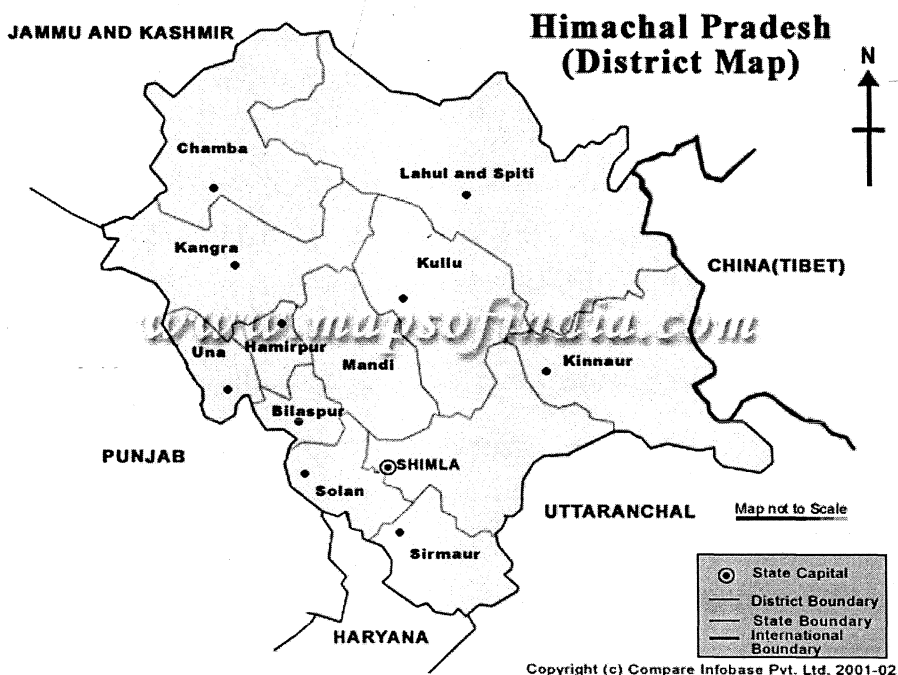 Himachal Pradesh
(District Map)
JAMMU AND KASHMIR
N
Chamba
Lahul and Spiti
Kangra
Kullu
CHINA(TIBET)
www.mapsofindia.com
Una
Hamirpur
Mandi
Kinnaur
Bilaspur
PUNJAB
SHIMLA
Solan
UTTARANCHAL
Map not to Scale
Sirmaur
HARYANA
State Capital
District Boundary
State Boundary
International
Boundary
Copyright (c) Compare Infobase Pvt. Ltd. 2001-02